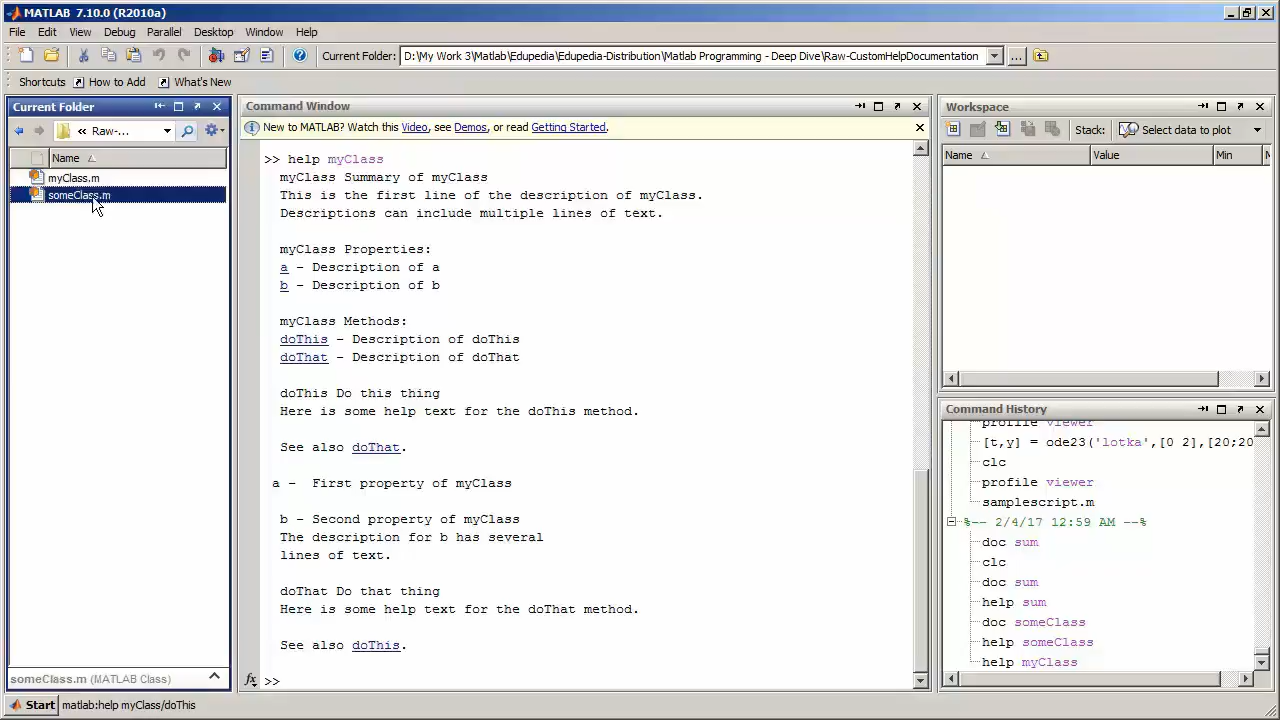 MATLAB 7.10.0 (R2010a)
File Edit View Debug Parallel Desktop Window Help
Current Folder: D:\My Work 3\Matlab\Edupedia\Edupedia-Distribution\Matlab Programming - Deep Dive\Raw-CustomHelpDocumentation ...
Shortcuts How to Add What's New
Current Folder
« Raw-...
Name
myClass.m
someClass.m
someClass.m (MATLAB Class)
Command Window
New to MATLAB? Watch this Video, see Demos, or read Getting Started.
>> help myClass
myClass Summary of myClass
This is the first line of the description of myClass.
Descriptions can include multiple lines of text.
myClass Properties:
a - Description of a
b - Description of b
myClass Methods:
doThis - Description of doThis
doThat - Description of doThat
doThis Do this thing
Here is some help text for the doThis method.
See also doThat.
a - First property of myClass
b - Second property of myClass
The description for b has several
lines of text.
doThat Do that thing
Here is some help text for the doThat method.
See also doThis.
fx >>
Workspace
Stack: Select data to plot
Name Value Min
Command History
profile viewer
[t,y] = ode23('lotka',[0 2],[20;20
clc
profile viewer
samplescript.m
%-- 2/4/17 12:59 AM --%
doc sum
clc
doc sum
help sum
doc someClass
help someClass
help myClass
Start matlab:help myClass/doThis